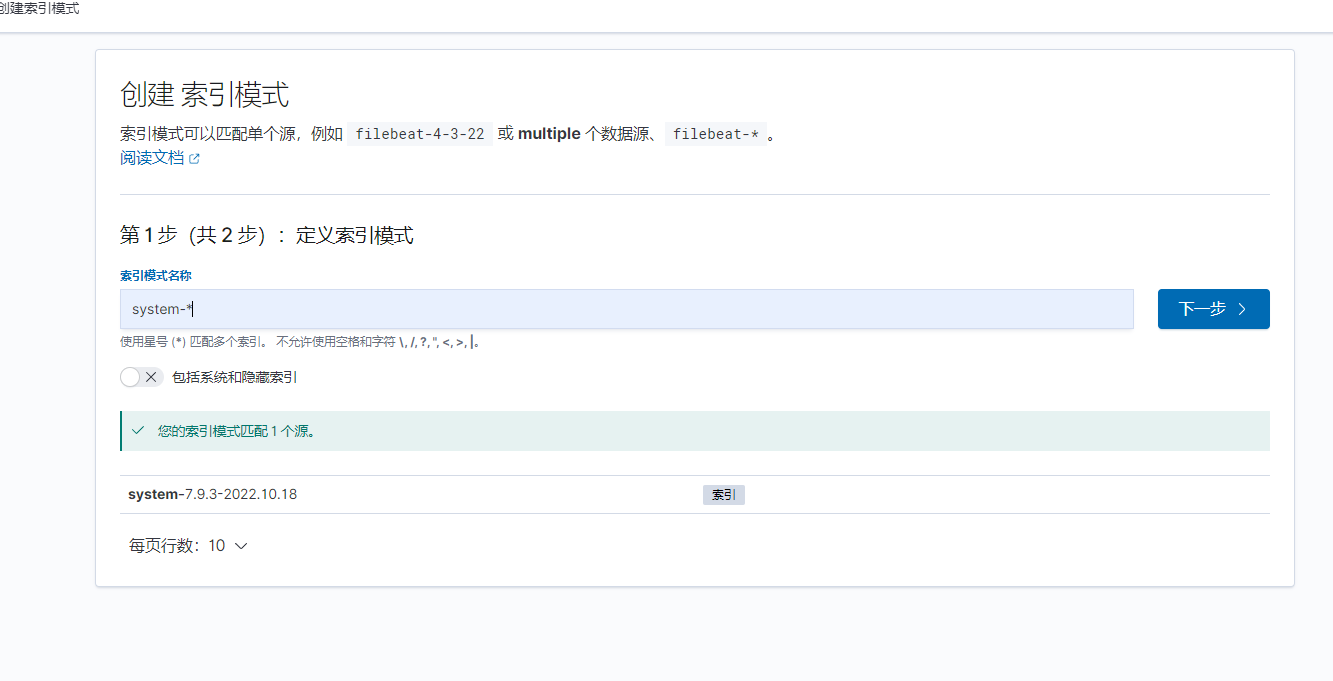 创建索引模式
创建 索引模式
索引模式可以匹配单个源，例如 filebeat-4-3-22 或 multiple 个数据源、 filebeat-* 。
阅读文档
第 1 步（共 2 步）：定义索引模式
索引模式名称
system-*
下一步
使用星号 (*) 匹配多个索引。 不允许使用空格和字符 \, /, ?, ", <, >, |。
包括系统和隐藏索引
您的索引模式匹配 1 个源。
system-7.9.3-2022.10.18 索引
每页行数：10